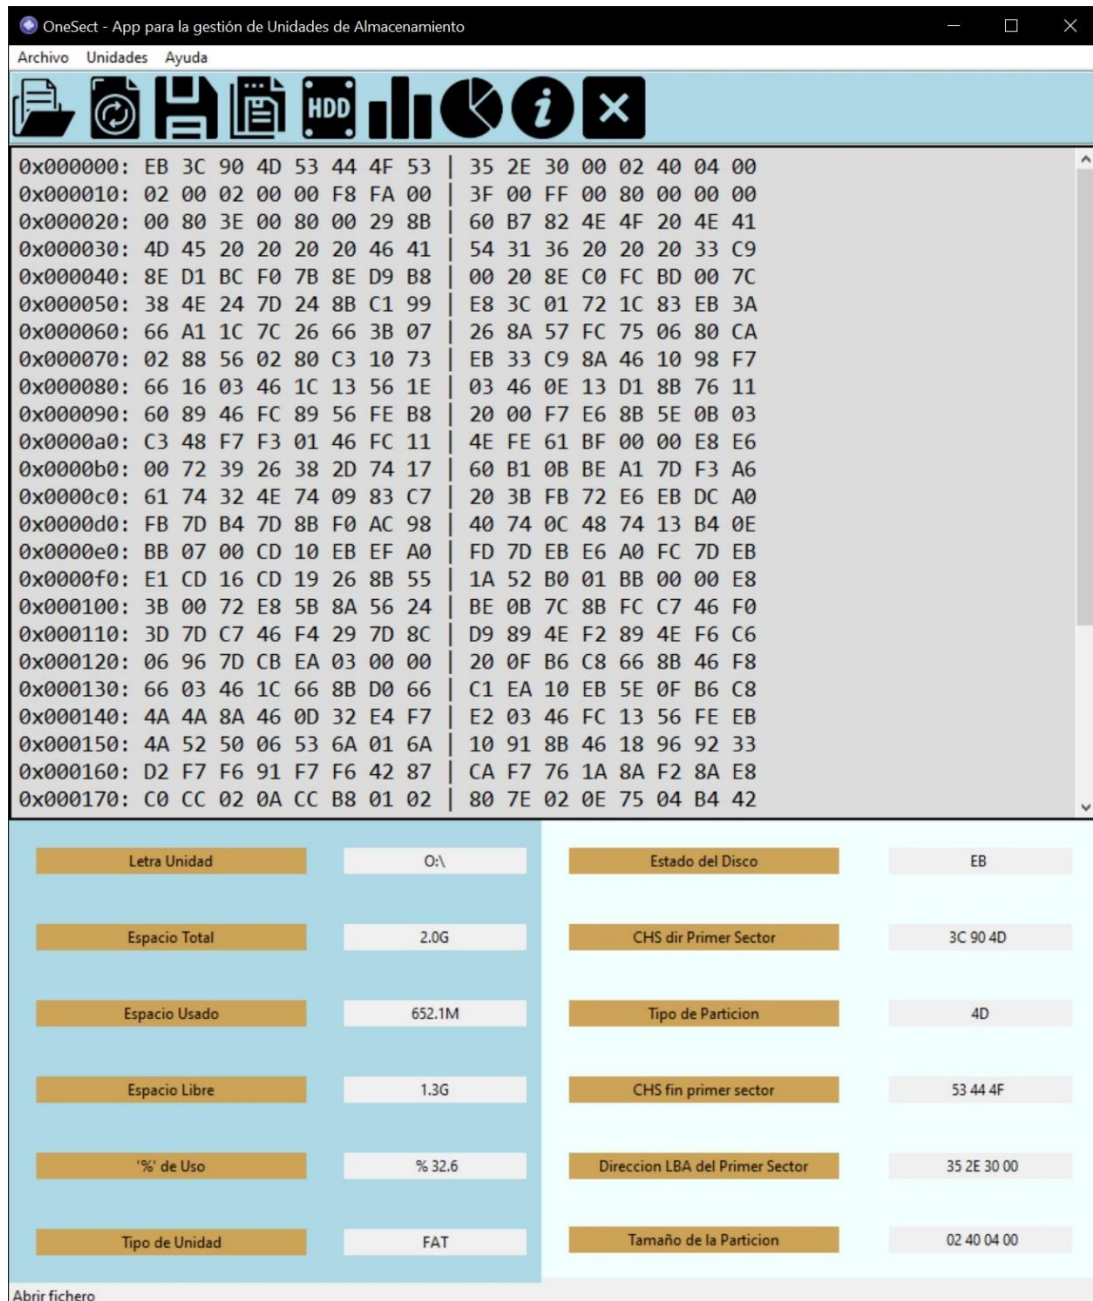 OneSect - App para la gestión de Unidades de Almacenamiento
Archivo Unidades Ayuda
HDD
0x000000: EB 3C 90 4D 53 44 4F 53 | 35 2E 30 00 02 40 04 00
0x000010: 02 00 02 00 00 F8 FA 00 | 3F 00 FF 00 80 00 00 00
0x000020: 00 80 3E 00 80 00 29 8B | 60 B7 82 4E 4F 20 4E 41
0x000030: 4D 45 20 20 20 20 46 41 | 54 31 36 20 20 20 33 C9
0x000040: 8E D1 BC F0 7B 8E D9 B8 | 00 20 8E C0 FC BD 00 7C
0x000050: 38 4E 24 7D 24 8B C1 99 | E8 3C 01 72 1C 83 EB 3A
0x000060: 66 A1 1C 7C 26 66 3B 07 | 26 8A 57 FC 75 06 80 CA
0x000070: 02 88 56 02 80 C3 10 73 | EB 33 C9 8A 46 10 98 F7
0x000080: 66 16 03 46 1C 13 56 1E | 03 46 0E 13 D1 8B 76 11
0x000090: 60 89 46 FC 89 56 FE B8 | 20 00 F7 E6 8B 5E 0B 03
0x0000a0: C3 48 F7 F3 01 46 FC 11 | 4E FE 61 BF 00 00 E8 E6
0x0000b0: 00 72 39 26 38 2D 74 17 | 60 B1 0B BE A1 7D F3 A6
0x0000c0: 61 74 32 4E 74 09 83 C7 | 20 3B FB 72 E6 EB DC A0
0x0000d0: FB 7D B4 7D 8B F0 AC 98 | 40 74 0C 48 74 13 B4 0E
0x0000e0: BB 07 00 CD 10 EB EF A0 | FD 7D EB E6 A0 FC 7D EB
0x0000f0: E1 CD 16 CD 19 26 8B 55 | 1A 52 B0 01 BB 00 00 E8
0x000100: 3B 00 72 E8 5B 8A 56 24 | BE 0B 7C 8B FC C7 46 F0
0x000110: 3D 7D C7 46 F4 29 7D 8C | D9 89 4E F2 89 4E F6 C6
0x000120: 06 96 7D CB EA 03 00 00 | 20 0F B6 C8 66 8B 46 F8
0x000130: 66 03 46 1C 66 8B D0 66 | C1 EA 10 EB 5E 0F B6 C8
0x000140: 4A 4A 8A 46 0D 32 E4 F7 | E2 03 46 FC 13 56 FE EB
0x000150: 4A 52 50 06 53 6A 01 6A | 10 91 8B 46 18 96 92 33
0x000160: D2 F7 F6 91 F7 F6 42 87 | CA F7 76 1A 8A F2 8A E8
0x000170: C0 CC 02 0A CC B8 01 02 | 80 7E 02 0E 75 04 B4 42
Letra Unidad O:\ Estado del Disco EB
Espacio Total 2.0G CHS dir Primer Sector 3C 90 4D
Espacio Usado 652.1M Tipo de Particion 4D
Espacio Libre 1.3G CHS fin primer sector 53 44 4F
'%' de Uso % 32.6 Direccion LBA del Primer Sector 35 2E 30 00
Tipo de Unidad FAT Tamaño de la Particion 02 40 04 00
Abrir fichero